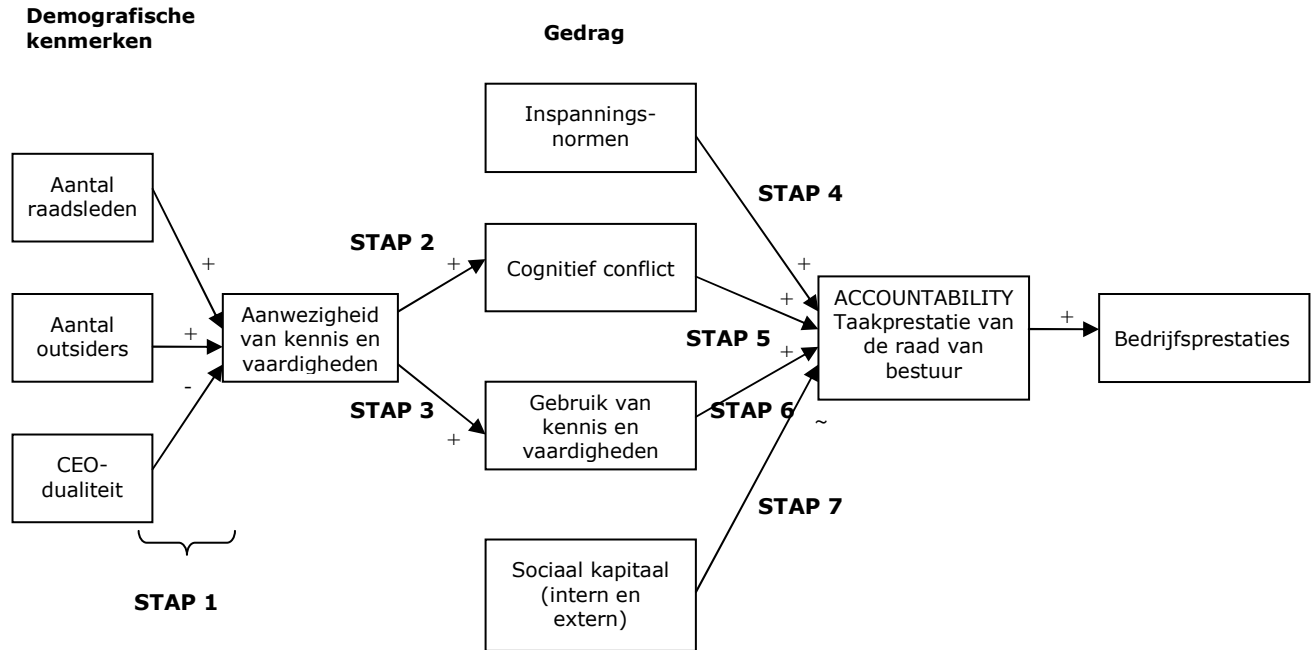 Demografische
kenmerken
Gedrag
Inspannings-
normen
Aantal
raadsleden
STAP 4
STAP 2
+
+
Cognitief conflict
+
+
Aantal
outsiders
+
Aanwezigheid
van kennis en
vaardigheden
STAP 5
+
ACCOUNTABILITY
Taakprestatie van
de raad van
bestuur
+
Bedrijfsprestaties
-
STAP 3
+
Gebruik van
kennis en
vaardigheden
STAP 6
~
CEO-
dualiteit
STAP 7
STAP 1
Sociaal kapitaal
(intern en
extern)